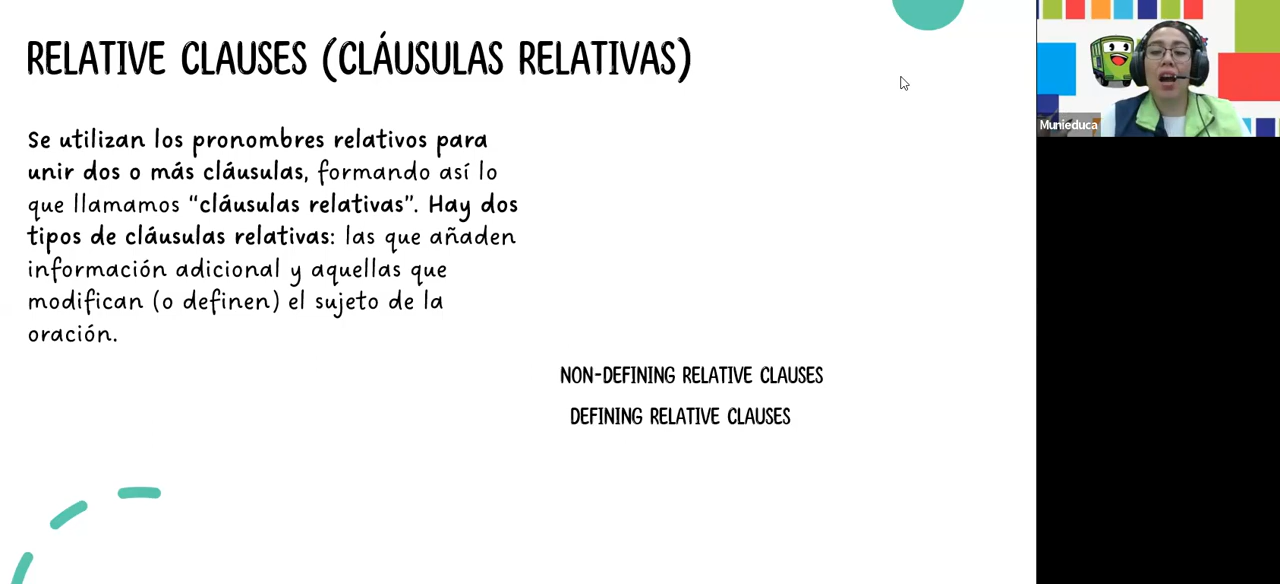 RELATIVE CLAUSES (CLÁUSULAS RELATIVAS)
Se utilizan los pronombres relativos para
unir dos o más cláusulas, formando así lo
que llamamos “cláusulas relativas”. Hay dos
tipos de cláusulas relativas: las que añaden
información adicional y aquellas que
modifican (o definen) el sujeto de la
oración.
NON-DEFINING RELATIVE CLAUSES
DEFINING RELATIVE CLAUSES
Munieduca